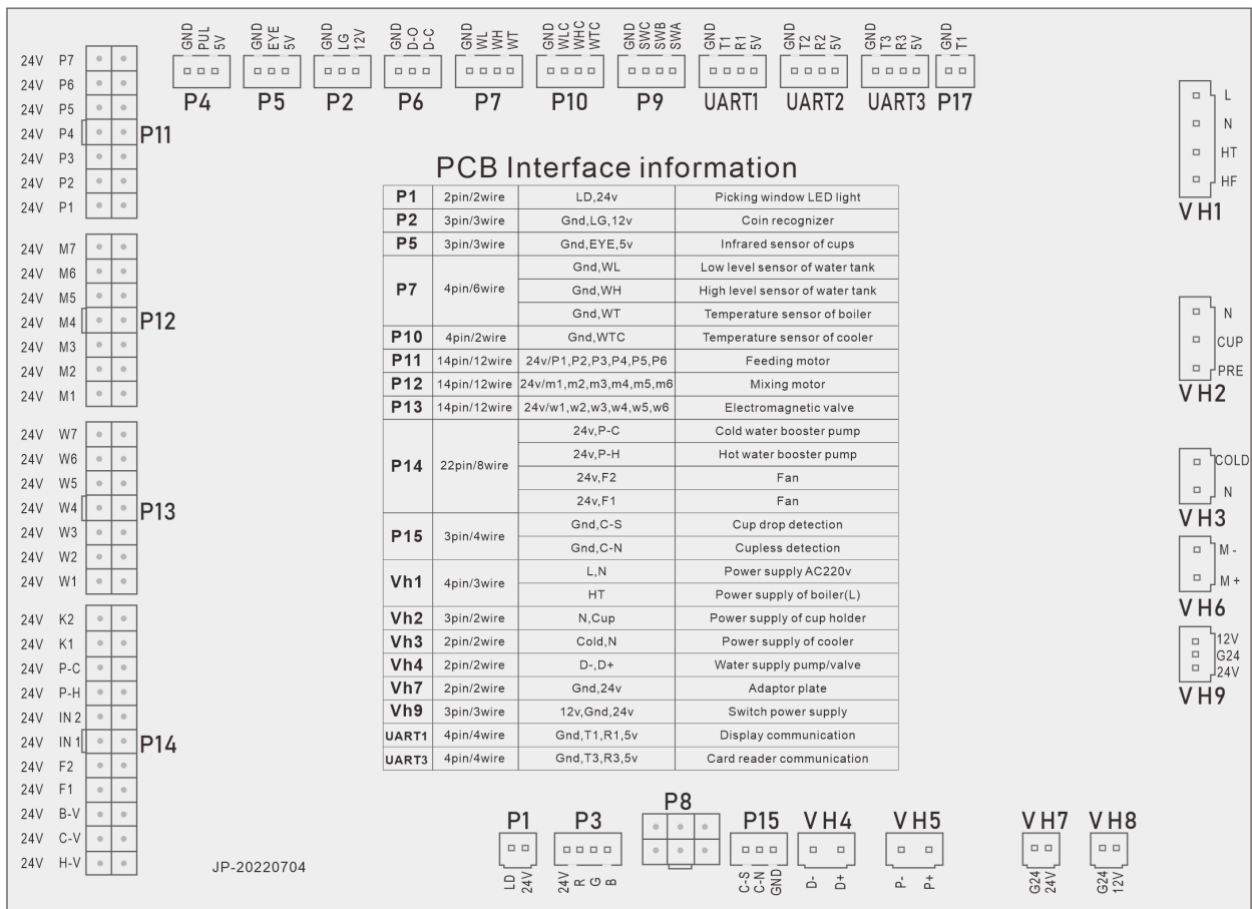 GND PUL 5V
GND EYE 5V
GND LG 12V
GND D-O D-C
GND WL WH WT
GND WLC WHC WTC
GND SWC SWB SWA
GND T1 R1 5V
GND T2 R2 5V
GND T3 R3 5V
GND T1
P4 P5 P2 P6 P7 P10 P9 UART1 UART2 UART3 P17
24V P7
24V P6
24V P5
24V P4
24V P3
24V P2
24V P1
P11
24V M7
24V M6
24V M5
24V M4
24V M3
24V M2
24V M1
P12
24V W7
24V W6
24V W5
24V W4
24V W3
24V W2
24V W1
P13
24V K2
24V K1
24V P-C
24V P-H
24V IN 2
24V IN 1
24V F2
24V F1
24V B-V
24V C-V
24V H-V
P14
PCB Interface information
P1 2pin/2wire LD,24v Picking window LED light
P2 3pin/3wire Gnd,LG,12v Coin recognizer
P5 3pin/3wire Gnd,EYE,5v Infrared sensor of cups
P7 4pin/6wire Gnd,WL Low level sensor of water tank
Gnd,WH High level sensor of water tank
Gnd,WT Temperature sensor of boiler
P10 4pin/2wire Gnd,WTC Temperature sensor of cooler
P11 14pin/12wire 24v/P1,P2,P3,P4,P5,P6 Feeding motor
P12 14pin/12wire 24v/m1,m2,m3,m4,m5,m6 Mixing motor
P13 14pin/12wire 24v/w1,w2,w3,w4,w5,w6 Electromagnetic valve
P14 22pin/8wire 24v,P-C Cold water booster pump
24v,P-H Hot water booster pump
24v,F2 Fan
24v,F1 Fan
P15 3pin/4wire Gnd,C-S Cup drop detection
Gnd,C-N Cupless detection
Vh1 4pin/3wire L,N Power supply AC220v
HT Power supply of boiler(L)
Vh2 3pin/2wire N,Cup Power supply of cup holder
Vh3 2pin/2wire Cold,N Power supply of cooler
Vh4 2pin/2wire D-,D+ Water supply pump/valve
Vh7 2pin/2wire Gnd,24v Adaptor plate
Vh9 3pin/3wire 12v,Gnd,24v Switch power supply
UART1 4pin/4wire Gnd,T1,R1,5v Display communication
UART3 4pin/4wire Gnd,T3,R3,5v Card reader communication
L
N
HT
HF
VH1
N
CUP
PRE
VH2
COLD
N
VH3
M -
M +
VH6
12V
G24
24V
VH9
P1 P3 P8 P15 VH4 VH5 VH7 VH8
LD 24V
24V R G B
C-S C-N GND
D- D+
P- P+
G24 24V
G24 12V
JP-20220704